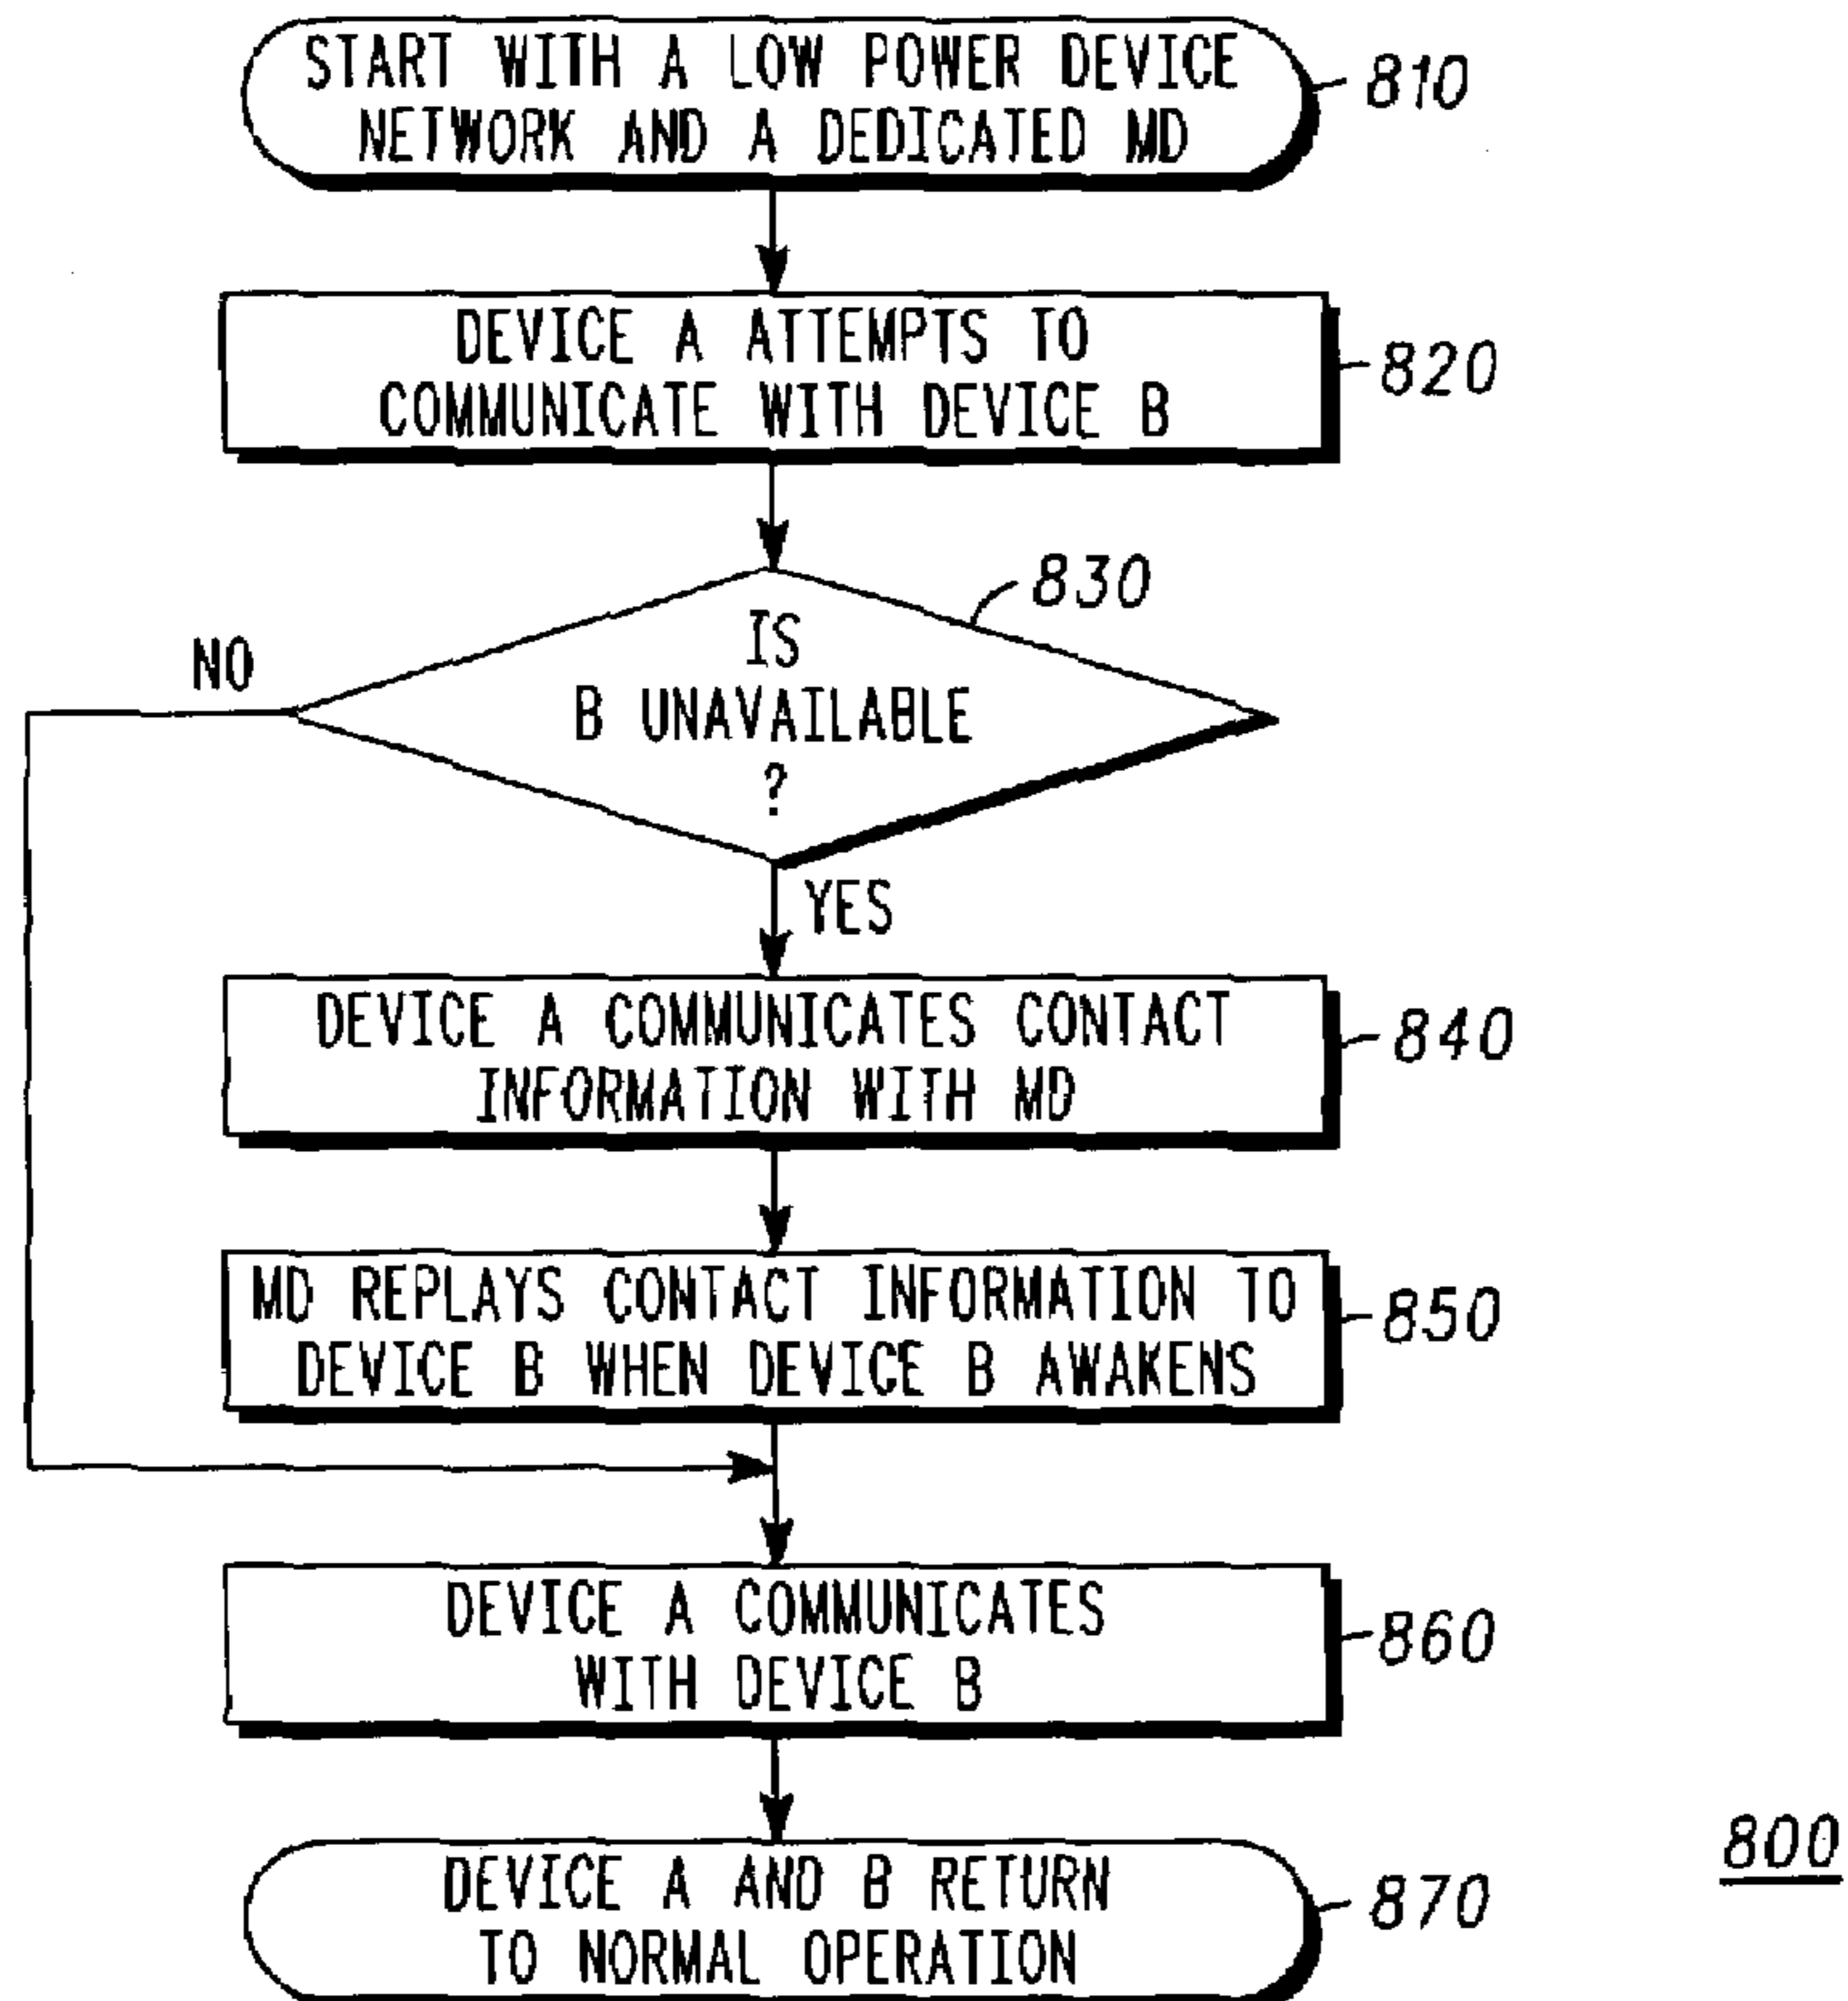 START WITH A LOW POWER DEVICE
NETWORK AND A DEDICATED MD
810
DEVICE A ATTEMPTS TO
COMMUNICATE WITH DEVICE B
820
830
IS
B UNAVAILABLE
?
NO
YES
DEVICE A COMMUNICATES CONTACT
INFORMATION WITH MD
840
MD REPLAYS CONTACT INFORMATION TO
DEVICE B WHEN DEVICE B AWAKENS
850
DEVICE A COMMUNICATES
WITH DEVICE B
860
DEVICE A AND B RETURN
TO NORMAL OPERATION
870
800